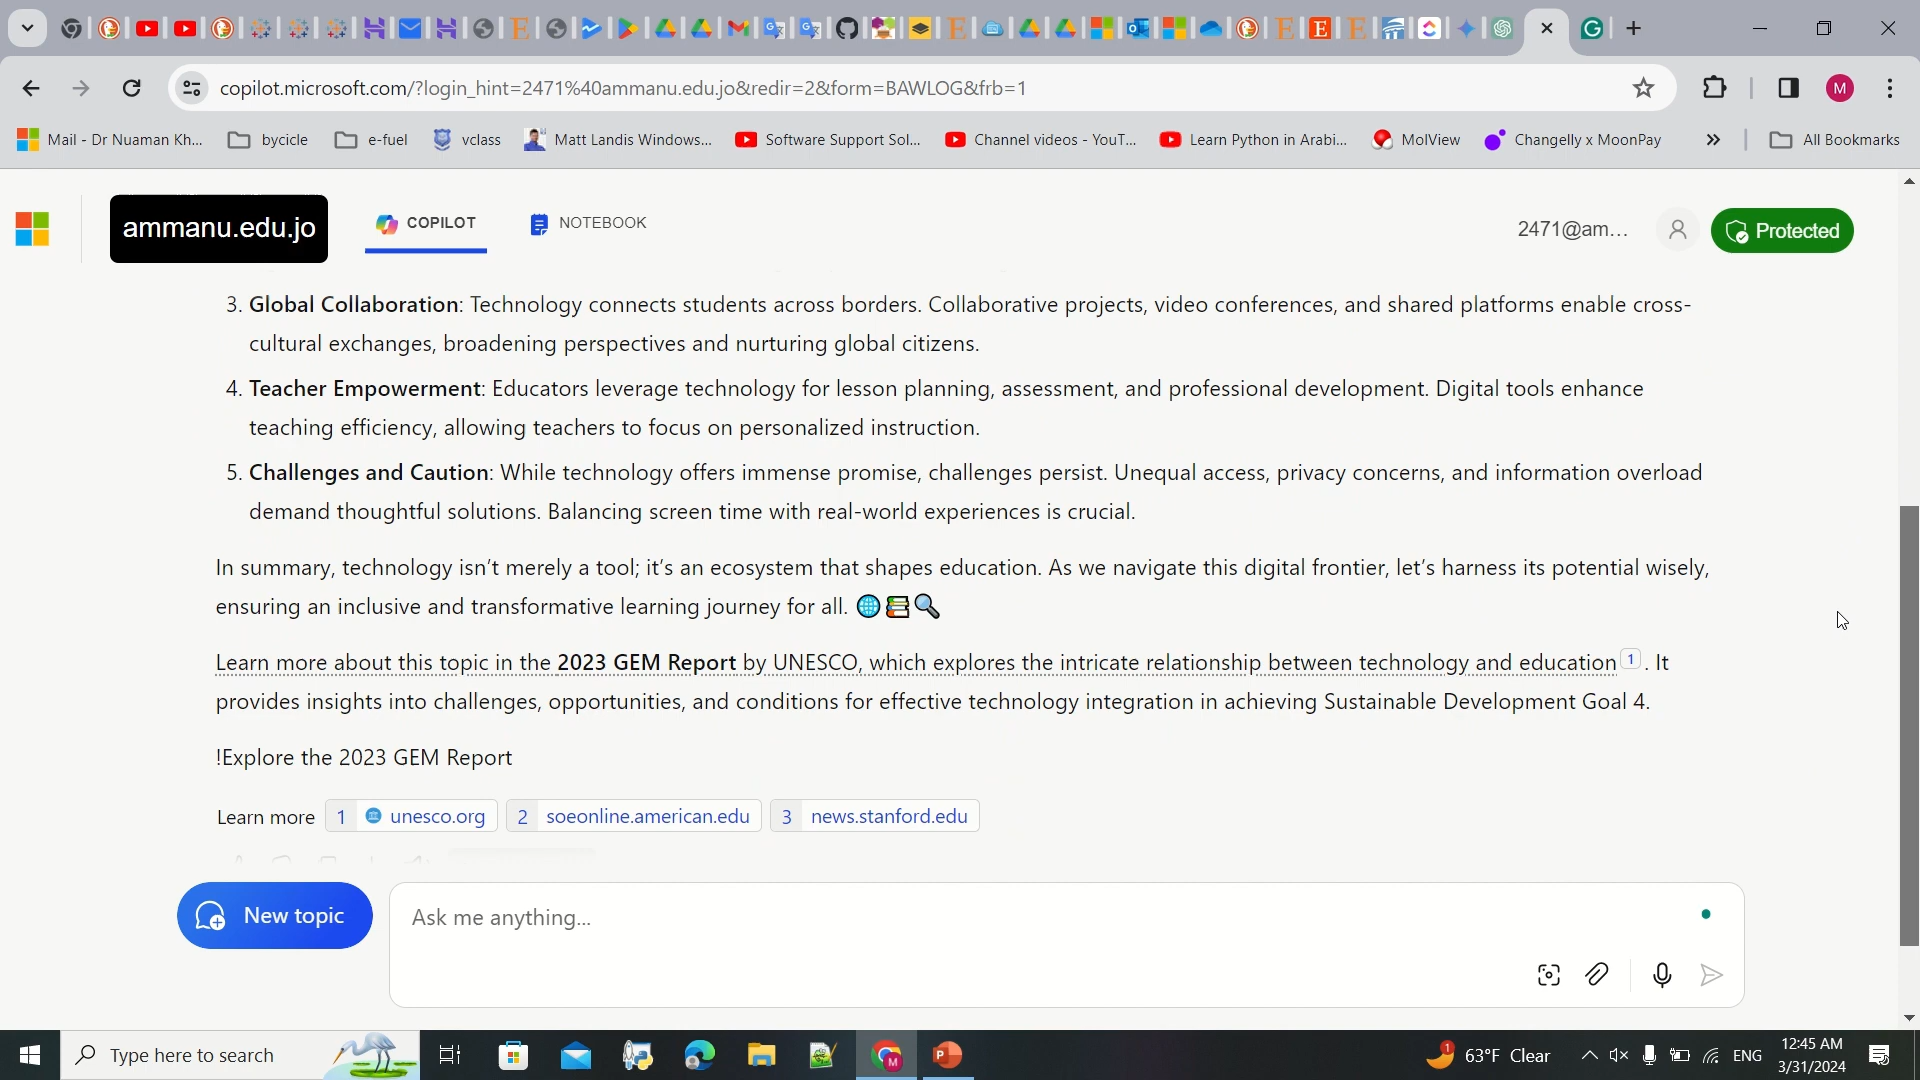 copilot.microsoft.com/?login_hint=2471%40ammanu.edu.jo&redir=2&form=BAWLOG&frb=1
M
Mail - Dr Nuaman Kh... bycicle e-fuel vclass Matt Landis Windows... Software Support Sol... Channel videos - YouT... Learn Python in Arabi... MolView Changelly x MoonPay » All Bookmarks
ammanu.edu.jo COPILOT NOTEBOOK 2471@am... Protected
3. Global Collaboration: Technology connects students across borders. Collaborative projects, video conferences, and shared platforms enable cross-
cultural exchanges, broadening perspectives and nurturing global citizens.
4. Teacher Empowerment: Educators leverage technology for lesson planning, assessment, and professional development. Digital tools enhance
teaching efficiency, allowing teachers to focus on personalized instruction.
5. Challenges and Caution: While technology offers immense promise, challenges persist. Unequal access, privacy concerns, and information overload
demand thoughtful solutions. Balancing screen time with real-world experiences is crucial.
In summary, technology isn’t merely a tool; it’s an ecosystem that shapes education. As we navigate this digital frontier, let’s harness its potential wisely,
ensuring an inclusive and transformative learning journey for all. 🌐📚🔍
Learn more about this topic in the 2023 GEM Report by UNESCO, which explores the intricate relationship between technology and education 1 . It
provides insights into challenges, opportunities, and conditions for effective technology integration in achieving Sustainable Development Goal 4.
!Explore the 2023 GEM Report
Learn more 1 unesco.org 2 soeonline.american.edu 3 news.stanford.edu
New topic
Ask me anything...
Type here to search
1 63°F Clear ENG
12:45 AM
3/31/2024